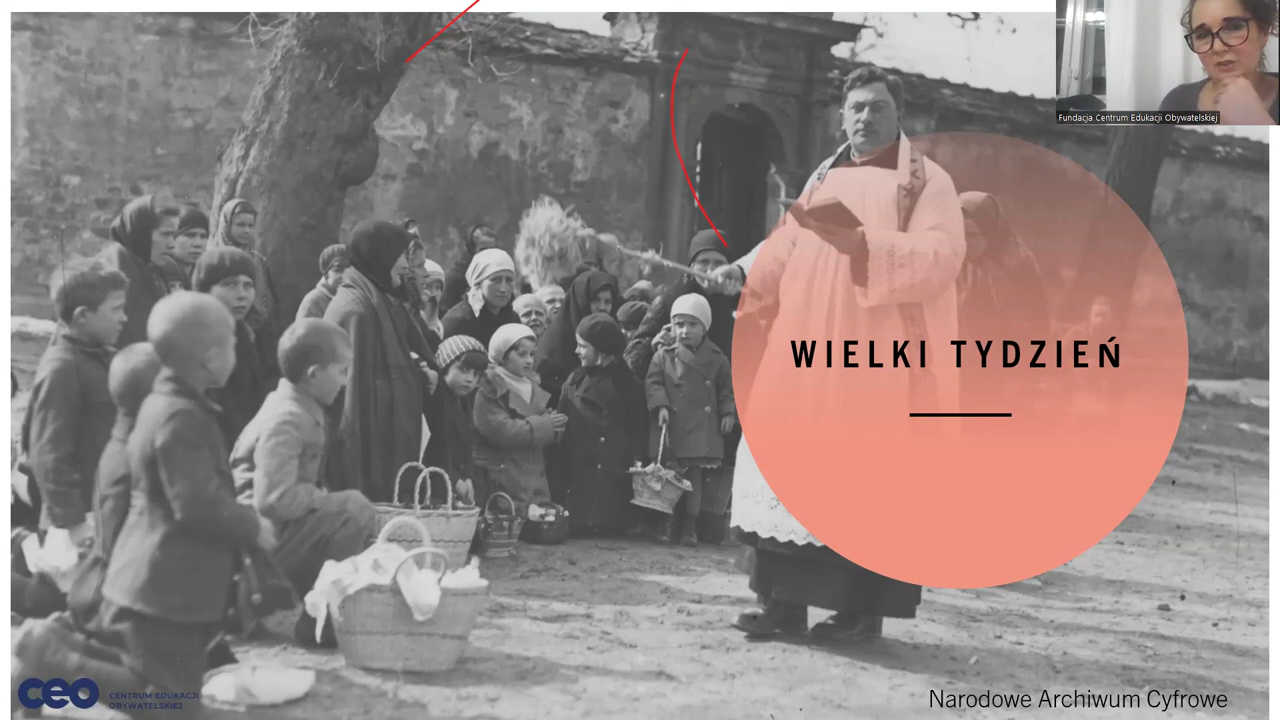 Fundacja Centrum Edukacji Obywatelskiej
WIELKI TYDZIEŃ
ceo
CENTRUM EDUKACJI
OBYWATELSKIEJ
Narodowe Archiwum Cyfrowe